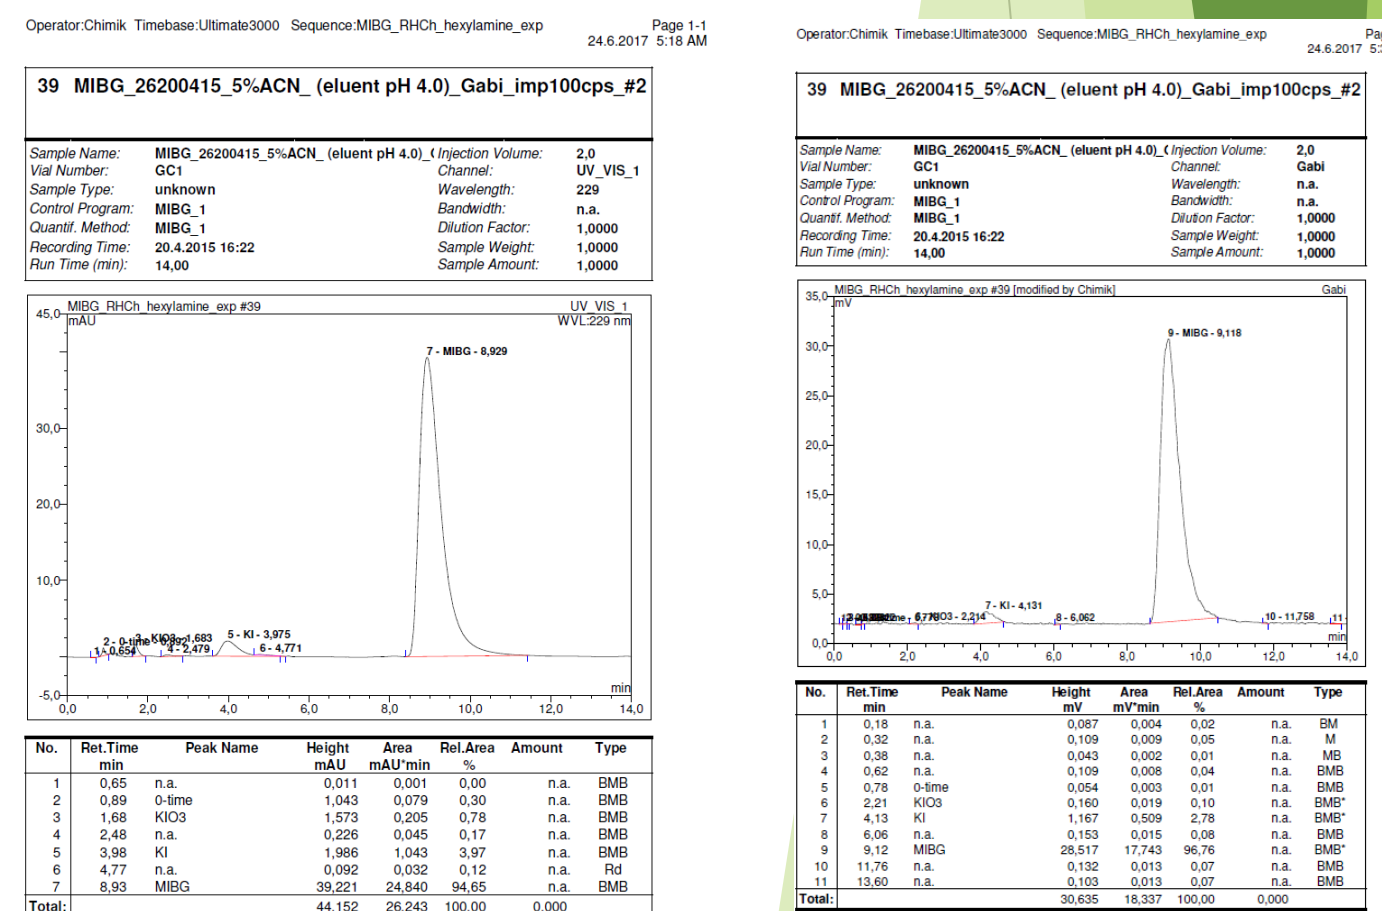 Operator:Chimik Timebase:Ultimate3000 Sequence:MIBG_RHCh_hexylamine_exp Page 1-1
24.6.2017 5:18 AM
39 MIBG_26200415_5%ACN_ (eluent pH 4.0)_Gabi_imp100cps_#2
Sample Name: MIBG_26200415_5%ACN_ (eluent pH 4.0)_( Injection Volume: 2,0
Vial Number: GC1 Channel: UV_VIS_1
Sample Type: unknown Wavelength: 229
Control Program: MIBG_1 Bandwidth: n.a.
Quantif. Method: MIBG_1 Dilution Factor: 1,0000
Recording Time: 20.4.2015 16:22 Sample Weight: 1,0000
Run Time (min): 14,00 Sample Amount: 1,0000
MIBG_RHCh_hexylamine_exp #39 UV_VIS_1
45,0
mAU WVL:229 nm
7 - MIBG - 8,929
30,0
20,0
10,0
2 - 0-time - 0,892
3 - KIO3 - 1,683
5 - KI - 3,975
1 - 0,654
4 - 2,479
6 - 4,771
min
-5,0
0,0 2,0 4,0 6,0 8,0 10,0 12,0 14,0
No. Ret.Time Peak Name Height Area Rel.Area Amount Type
min mAU mAU*min %
1 0,65 n.a. 0,011 0,001 0,00 n.a. BMB
2 0,89 0-time 1,043 0,079 0,30 n.a. BMB
3 1,68 KIO3 1,573 0,205 0,78 n.a. BMB
4 2,48 n.a. 0,226 0,045 0,17 n.a. BMB
5 3,98 KI 1,986 1,043 3,97 n.a. BMB
6 4,77 n.a. 0,092 0,032 0,12 n.a. Rd
7 8,93 MIBG 39,221 24,840 94,65 n.a. BMB
Total: 44,152 26,243 100,00 0,000
Operator:Chimik Timebase:Ultimate3000 Sequence:MIBG_RHCh_hexylamine_exp
24.6.2017
39 MIBG_26200415_5%ACN_ (eluent pH 4.0)_Gabi_imp100cps_#2
Sample Name: MIBG_26200415_5%ACN_ (eluent pH 4.0)_( Injection Volume: 2,0
Vial Number: GC1 Channel: Gabi
Sample Type: unknown Wavelength: n.a.
Control Program: MIBG_1 Bandwidth: n.a.
Quantif. Method: MIBG_1 Dilution Factor: 1,0000
Recording Time: 20.4.2015 16:22 Sample Weight: 1,0000
Run Time (min): 14,00 Sample Amount: 1,0000
MIBG_RHCh_hexylamine_exp #39 [modified by Chimik] Gabi
35,0
mV
9 - MIBG - 9,118
30,0
25,0
20,0
15,0
10,0
5,0
6 - KIO3 - 2,214
7 - KI - 4,131
8 - 6,062
10 - 11,758
11 -
min
0,0
0,0 2,0 4,0 6,0 8,0 10,0 12,0 14,0
No. Ret.Time Peak Name Height Area Rel.Area Amount Type
min mV mV*min %
1 0,18 n.a. 0,087 0,004 0,02 n.a. BM
2 0,32 n.a. 0,109 0,009 0,05 n.a. M
3 0,38 n.a. 0,043 0,002 0,01 n.a. MB
4 0,62 n.a. 0,109 0,008 0,04 n.a. BMB
5 0,78 0-time 0,054 0,003 0,01 n.a. BMB
6 2,21 KIO3 0,160 0,019 0,10 n.a. BMB*
7 4,13 KI 1,167 0,509 2,78 n.a. BMB*
8 6,06 n.a. 0,153 0,015 0,08 n.a. BMB
9 9,12 MIBG 28,517 17,743 96,76 n.a. BMB*
10 11,76 n.a. 0,132 0,013 0,07 n.a. BMB
11 13,60 n.a. 0,103 0,013 0,07 n.a. BMB
Total: 30,635 18,337 100,00 0,000